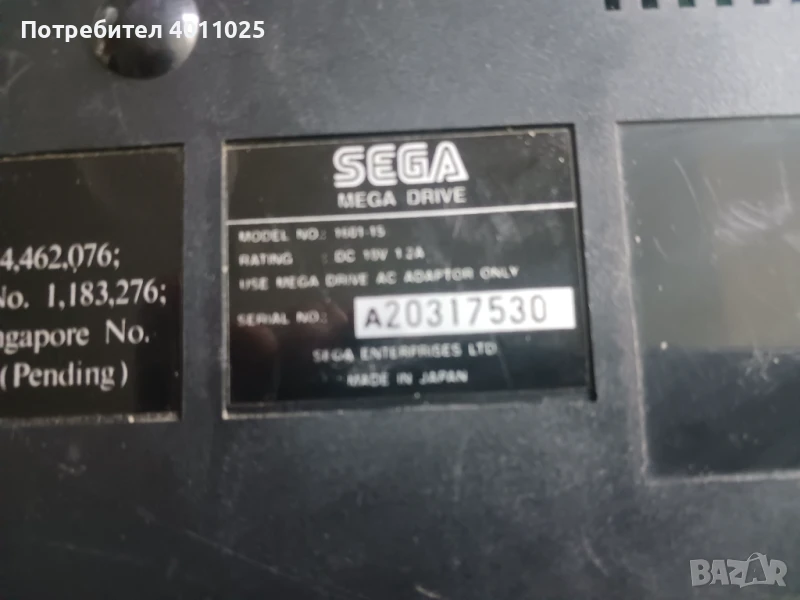 Потребител 4011025
4,462,076;
No. 1,183,276;
ngapore No.
(Pending)
SEGA
MEGA DRIVE
MODEL NO.: 1601-15
RATING : DC 10V 1.2A
USE MEGA DRIVE AC ADAPTOR ONLY
SERIAL NO.: A20317530
SEGA ENTERPRISES LTD.
MADE IN JAPAN
BAZAR